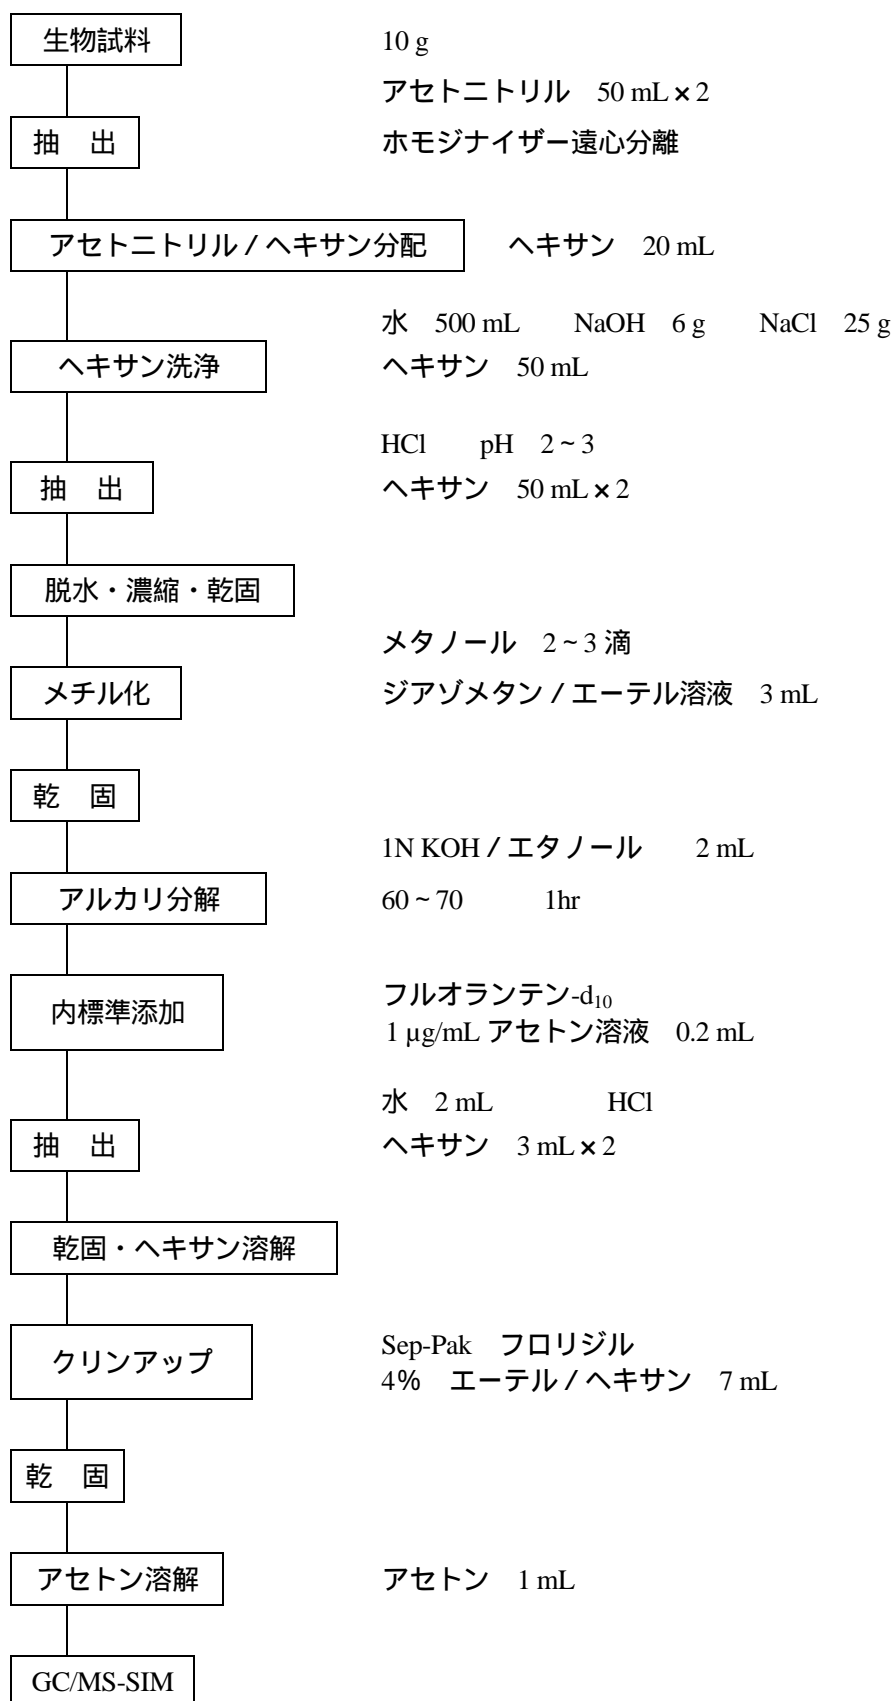 生物試料 10 g
アセトニトリル 50 mL×2
抽 出 ホモジナイザー遠心分離
アセトニトリル / ヘキサン分配 ヘキサン 20 mL
水 500 mL NaOH 6 g NaCl 25 g
ヘキサン洗浄 ヘキサン 50 mL
HCl pH 2~3
抽 出 ヘキサン 50 mL×2
脱水・濃縮・乾固
メタノール 2~3 滴
メチル化 ジアゾメタン / エーテル溶液 3 mL
乾 固
1N KOH / エタノール 2 mL
アルカリ分解 60~70 1hr
内標準添加 フルオランテン-d10
1 μg/mL アセトン溶液 0.2 mL
水 2 mL HCl
抽 出 ヘキサン 3 mL×2
乾固・ヘキサン溶解
クリンアップ Sep-Pak フロリジル
4% エーテル / ヘキサン 7 mL
乾 固
アセトン溶解 アセトン 1 mL
GC/MS-SIM